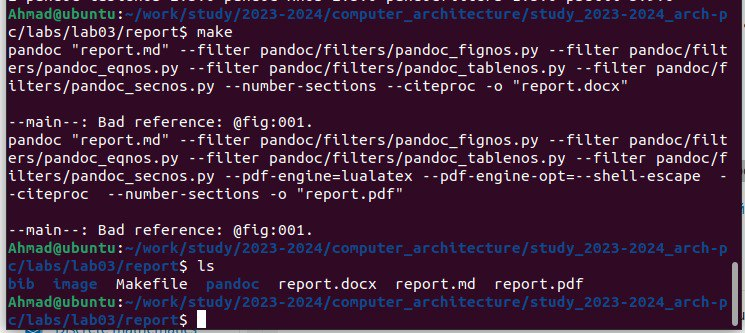 Ahmad@ubuntu:~/work/study/2023-2024/computer_architecture/study_2023-2024_arch-p
c/labs/lab03/report$ make
pandoc "report.md" --filter pandoc/filters/pandoc_fignos.py --filter pandoc/filt
ers/pandoc_eqnos.py --filter pandoc/filters/pandoc_tablenos.py --filter pandoc/f
ilters/pandoc_secnos.py --number-sections --citeproc -o "report.docx"

--main--: Bad reference: @fig:001.
pandoc "report.md" --filter pandoc/filters/pandoc_fignos.py --filter pandoc/filt
ers/pandoc_eqnos.py --filter pandoc/filters/pandoc_tablenos.py --filter pandoc/f
ilters/pandoc_secnos.py --pdf-engine=lualatex --pdf-engine-opt=--shell-escape  -
-citeproc  --number-sections -o "report.pdf"

--main--: Bad reference: @fig:001.
Ahmad@ubuntu:~/work/study/2023-2024/computer_architecture/study_2023-2024_arch-p
c/labs/lab03/report$ ls
bib  image  Makefile  pandoc  report.docx  report.md  report.pdf
Ahmad@ubuntu:~/work/study/2023-2024/computer_architecture/study_2023-2024_arch-p
c/labs/lab03/report$